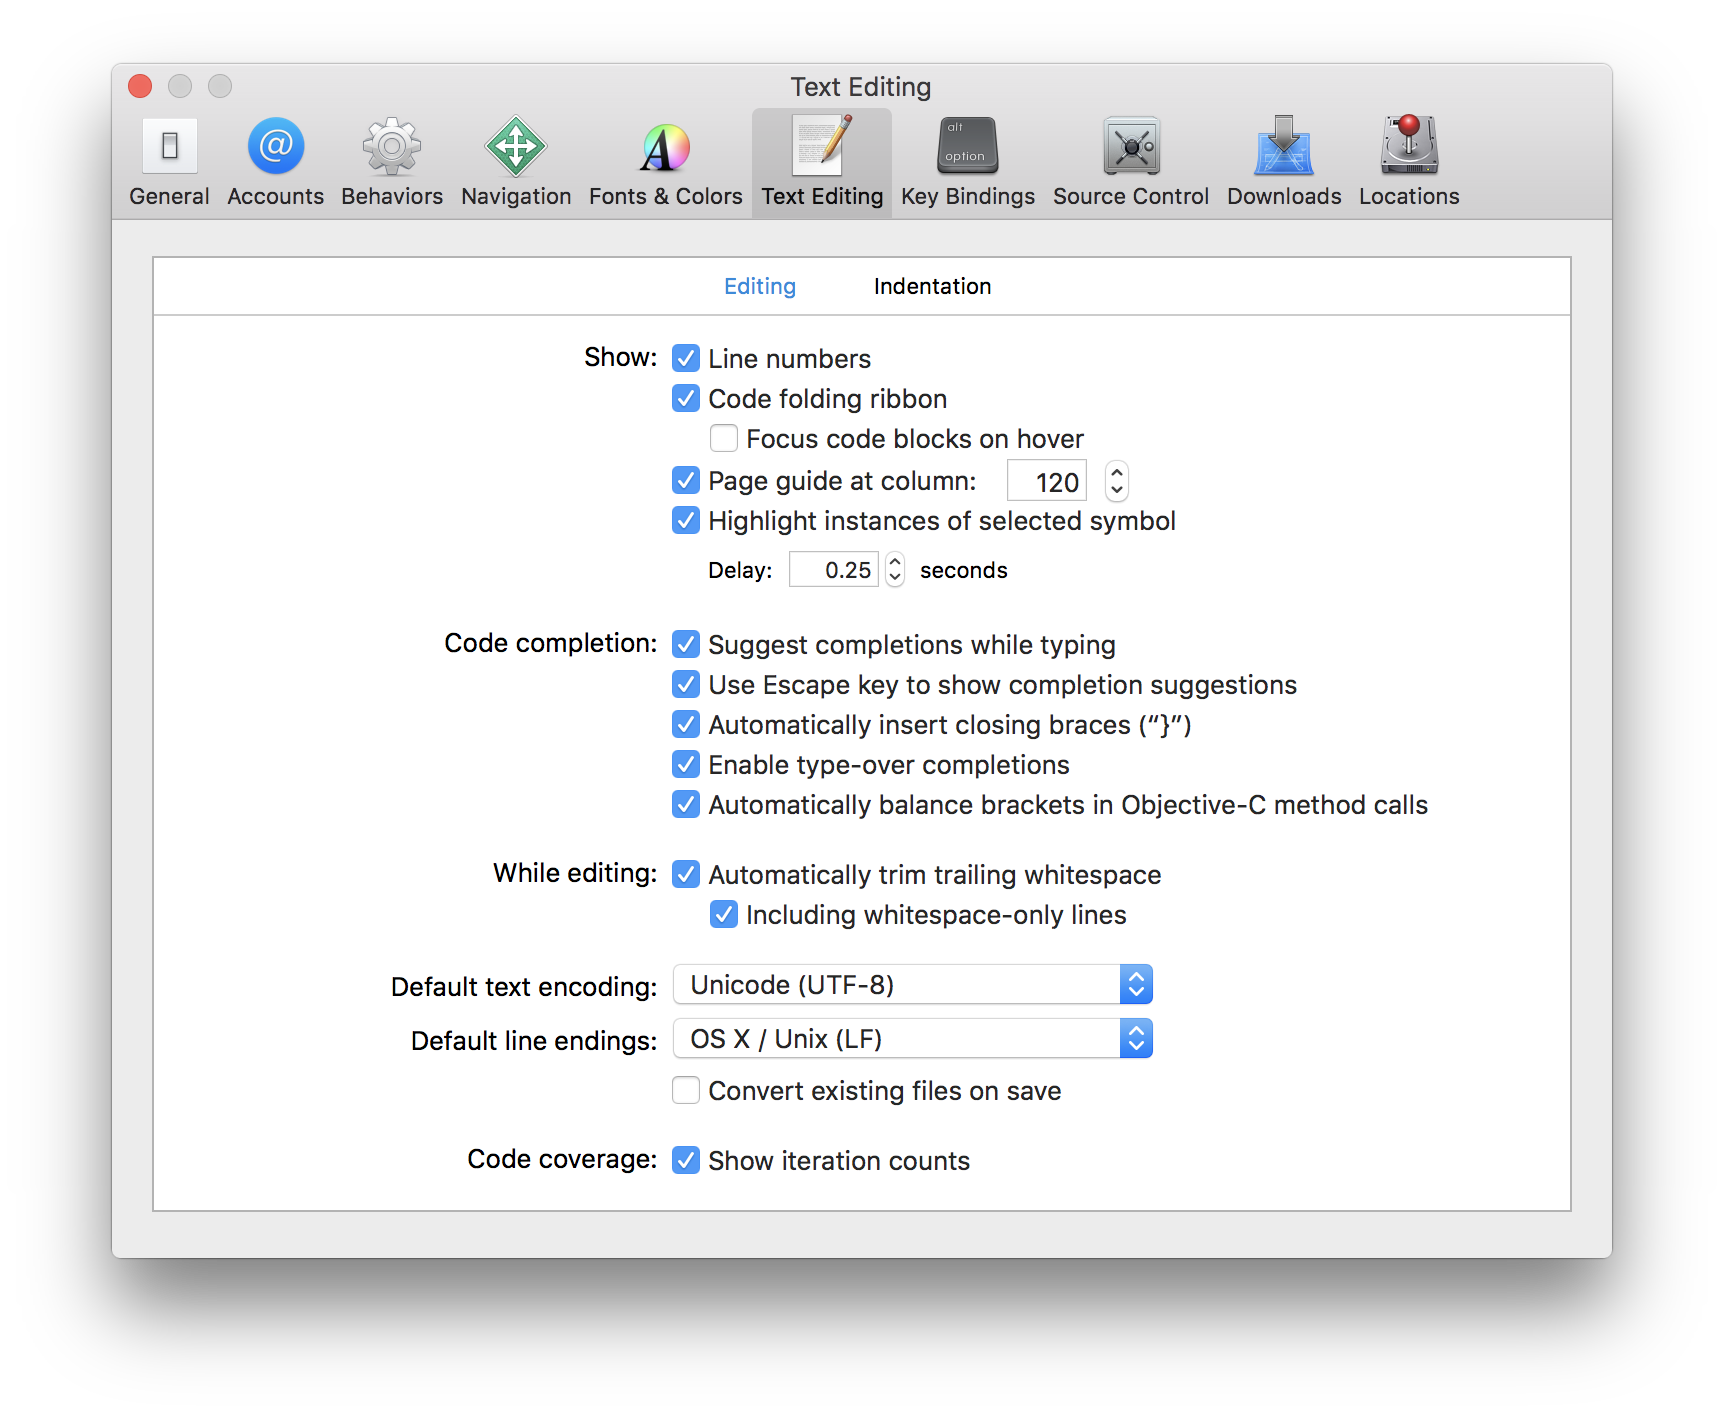 Text Editing
General Accounts Behaviors Navigation Fonts & Colors Text Editing alt option Key Bindings Source Control Downloads Locations
Editing Indentation
Show: Line numbers
Code folding ribbon
Focus code blocks on hover
Page guide at column: 120
Highlight instances of selected symbol
Delay: 0.25 seconds
Code completion: Suggest completions while typing
Use Escape key to show completion suggestions
Automatically insert closing braces (“}”)
Enable type-over completions
Automatically balance brackets in Objective-C method calls
While editing: Automatically trim trailing whitespace
Including whitespace-only lines
Default text encoding: Unicode (UTF-8)
Default line endings: OS X / Unix (LF)
Convert existing files on save
Code coverage: Show iteration counts